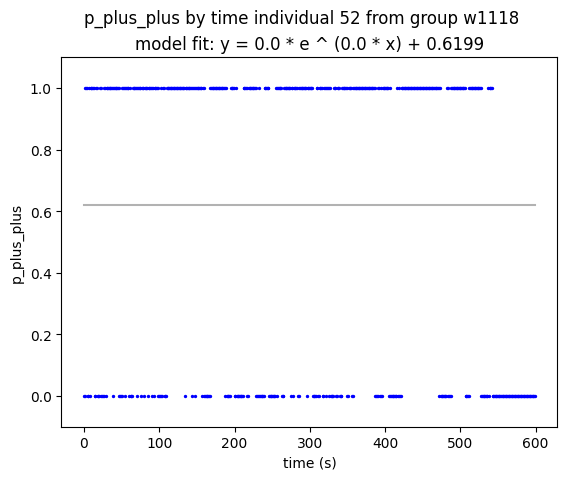 p_plus_plus by time individual 52 from group w1118
model fit: y = 0.0 * e ^ (0.0 * x) + 0.6199
1.0
0.8
0.6
0.4
0.2
0.0
p_plus_plus
0 100 200 300 400 500 600
time (s)